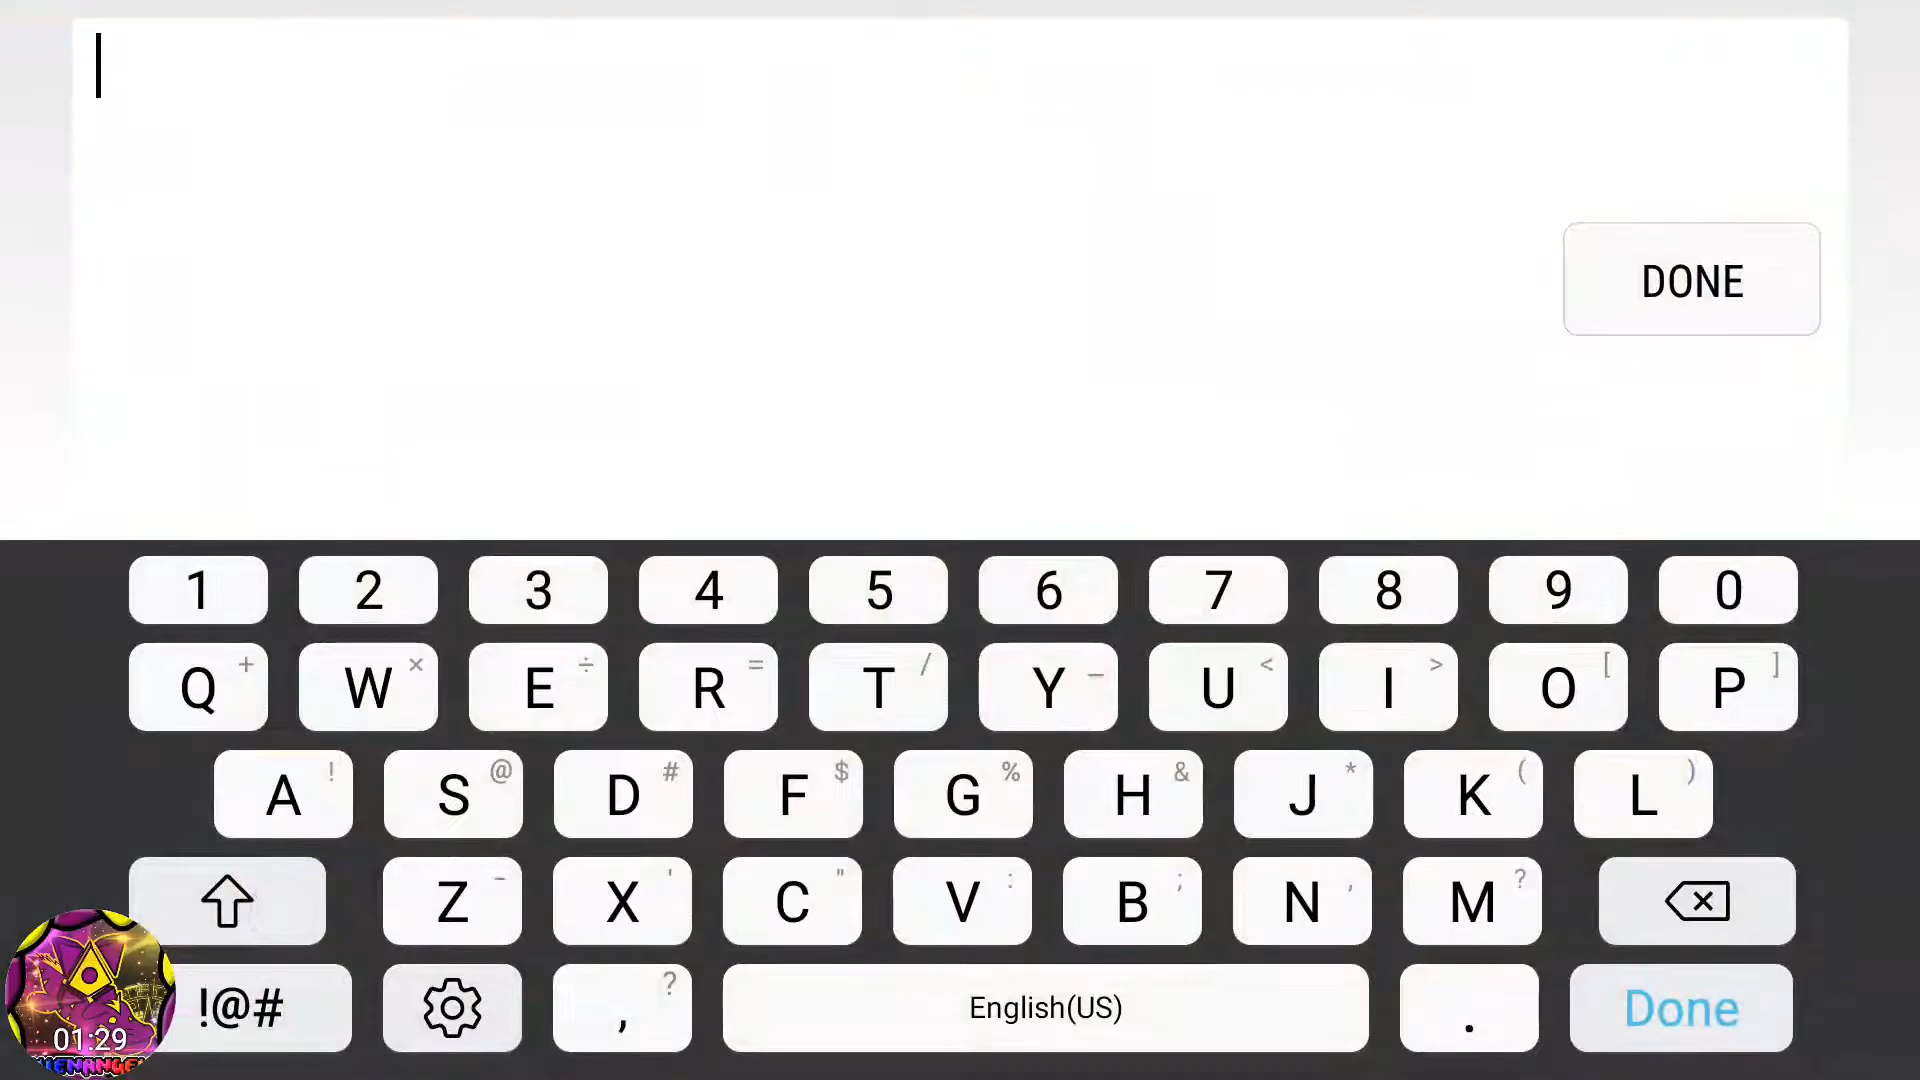 DONE
1 2 3 4 5 6 7 8 9 0
Q + W × E ÷ R = T / Y _ U < I > O [ P ]
A ! S @ D # F $ G % H & J * K ( L )
Z - X ' C " V : B ; N , M ?
!@# , ? English(US) . Done
01:29